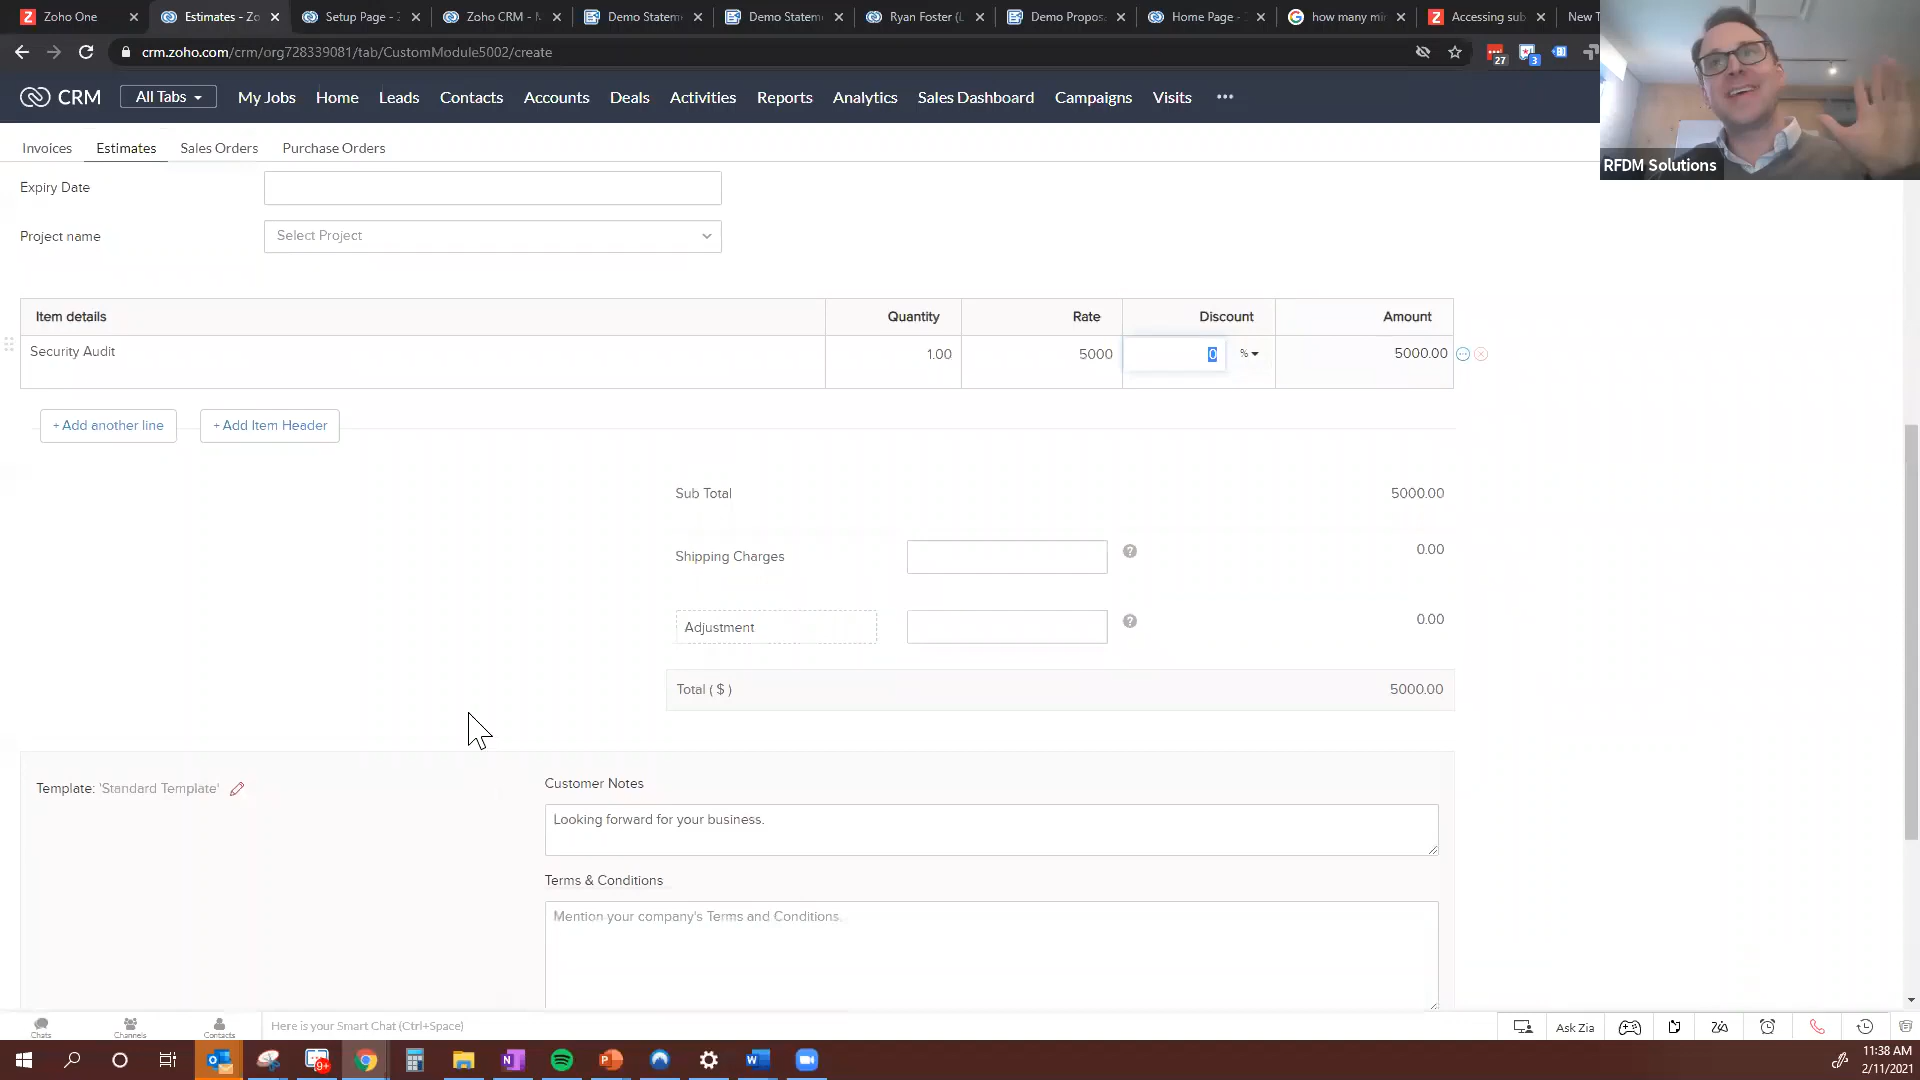 Zoho One
Estimates - Zo
Setup Page - Z
Zoho CRM - M
Demo Statem
Demo Statem
Ryan Foster (L
Demo Propos
Home Page -
how many mi
Accessing sub
New T
crm.zoho.com/crm/org728339081/tab/CustomModule5002/create
27
3
CRM
All Tabs
My Jobs
Home
Leads
Contacts
Accounts
Deals
Activities
Reports
Analytics
Sales Dashboard
Campaigns
Visits
RFDM Solutions
Invoices
Estimates
Sales Orders
Purchase Orders
Expiry Date
Project name
Select Project
Item details
Quantity
Rate
Discount
Amount
Security Audit
1.00
5000
0
%
5000.00
+ Add another line
+ Add Item Header
Sub Total
5000.00
Shipping Charges
0.00
Adjustment
0.00
Total ( $ )
5000.00
Template: 'Standard Template'
Customer Notes
Looking forward for your business.
Terms & Conditions
Mention your company's Terms and Conditions.
Chats
Channels
Contacts
Here is your Smart Chat (Ctrl+Space)
Ask Zia
9+
11:38 AM
2/11/2021